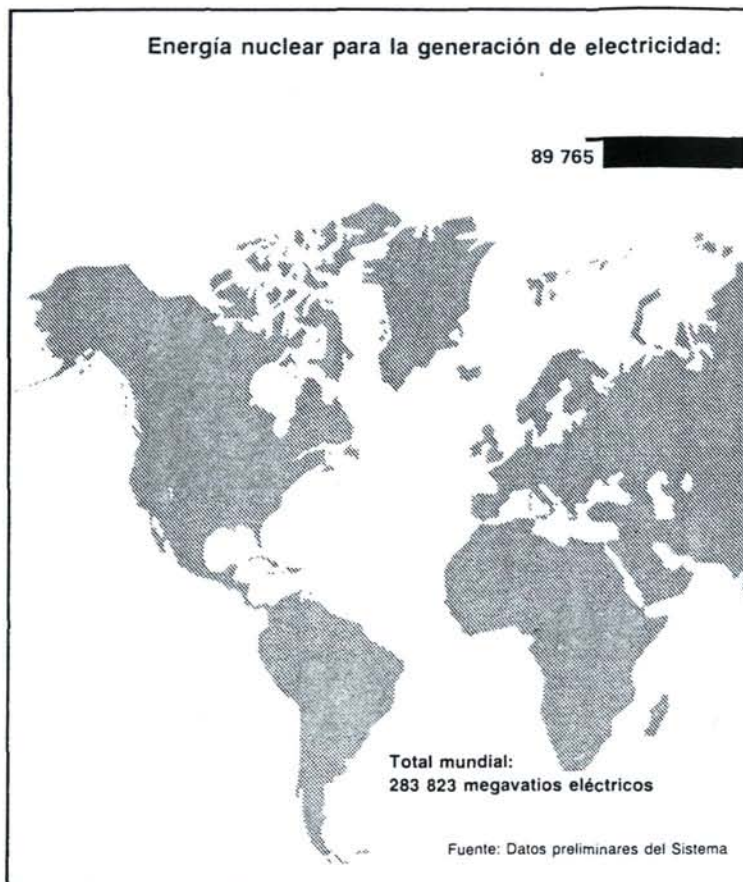 Energía nuclear para la generación de electricidad:
89 765
Total mundial:
283 823 megavatios eléctricos
Fuente: Datos preliminares del Sistema